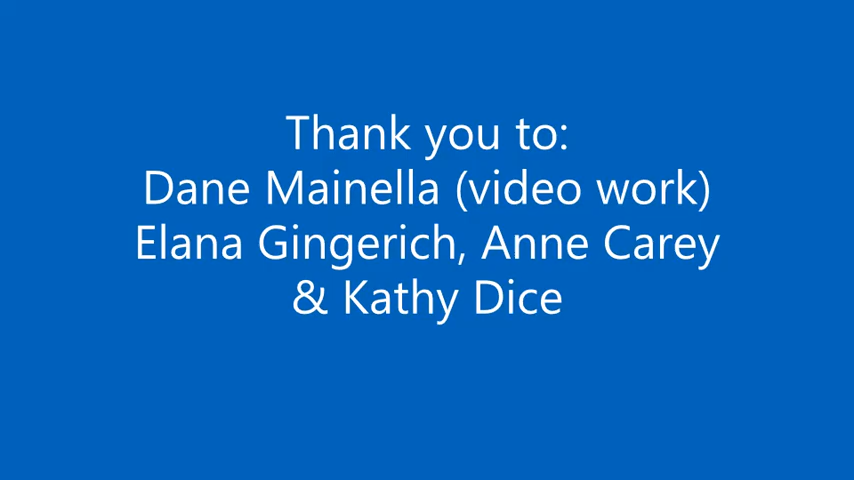 Thank you to:
Dane Mainella (video work)
Elana Gingerich, Anne Carey
& Kathy Dice